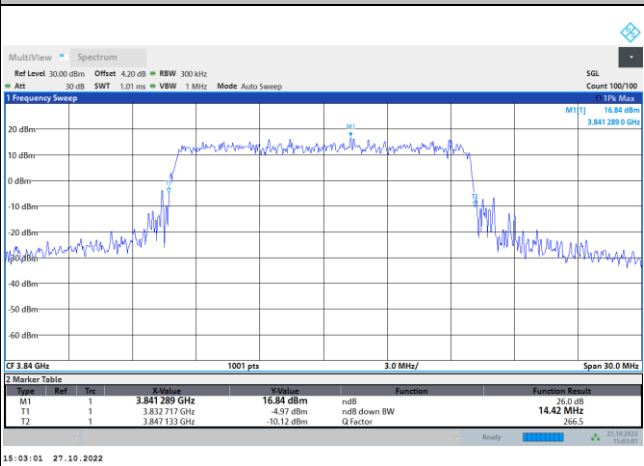 MultiView Spectrum
Ref Level 30.00 dBm Offset 4.20 dB RBW 300 kHz SGL
Att 30 dB SWT 1.01 ms VBW 1 MHz Mode Auto Sweep Count 100/100
1 Frequency Sweep 1Pk Max
M1[1] 16.84 dBm
3.841 289 0 GHz
M1
20 dBm
10 dBm
0 dBm
-10 dBm
-20 dBm
-30 dBm
-40 dBm
-50 dBm
-60 dBm
CF 3.84 GHz 1001 pts 3.0 MHz/ Span 30.0 MHz
2 Marker Table
Type Ref Trc X-Value Y-Value Function Function Result
M1 1 3.841 289 GHz 16.84 dBm ndB 26.0 dB
T1 1 3.832 717 GHz -4.97 dBm ndB down BW 14.42 MHz
T2 1 3.847 133 GHz -10.12 dBm Q Factor 266.5
Ready 27.10.2022
15:03:01
15:03:01 27.10.2022